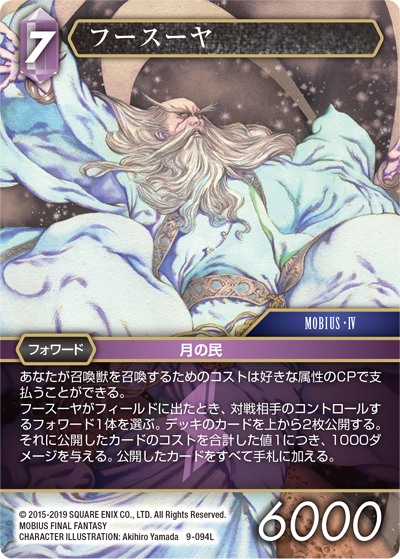 7
フースーヤ
MOBIUS・IV
フォワード
月の民
あなたが召喚獣を召喚するためのコストは好きな属性のCPで支
払うことができる。
フースーヤがフィールドに出たとき、対戦相手のコントロールす
るフォワード1体を選ぶ。デッキのカードを上から2枚公開する。
それに公開したカードのコストを合計した値1につき、1000ダ
メージを与える。公開したカードをすべて手札に加える。
© 2015-2019 SQUARE ENIX CO., LTD. All Rights Reserved.
MOBIUS FINAL FANTASY
CHARACTER ILLUSTRATION: Akihiro Yamada 9-094L
6000